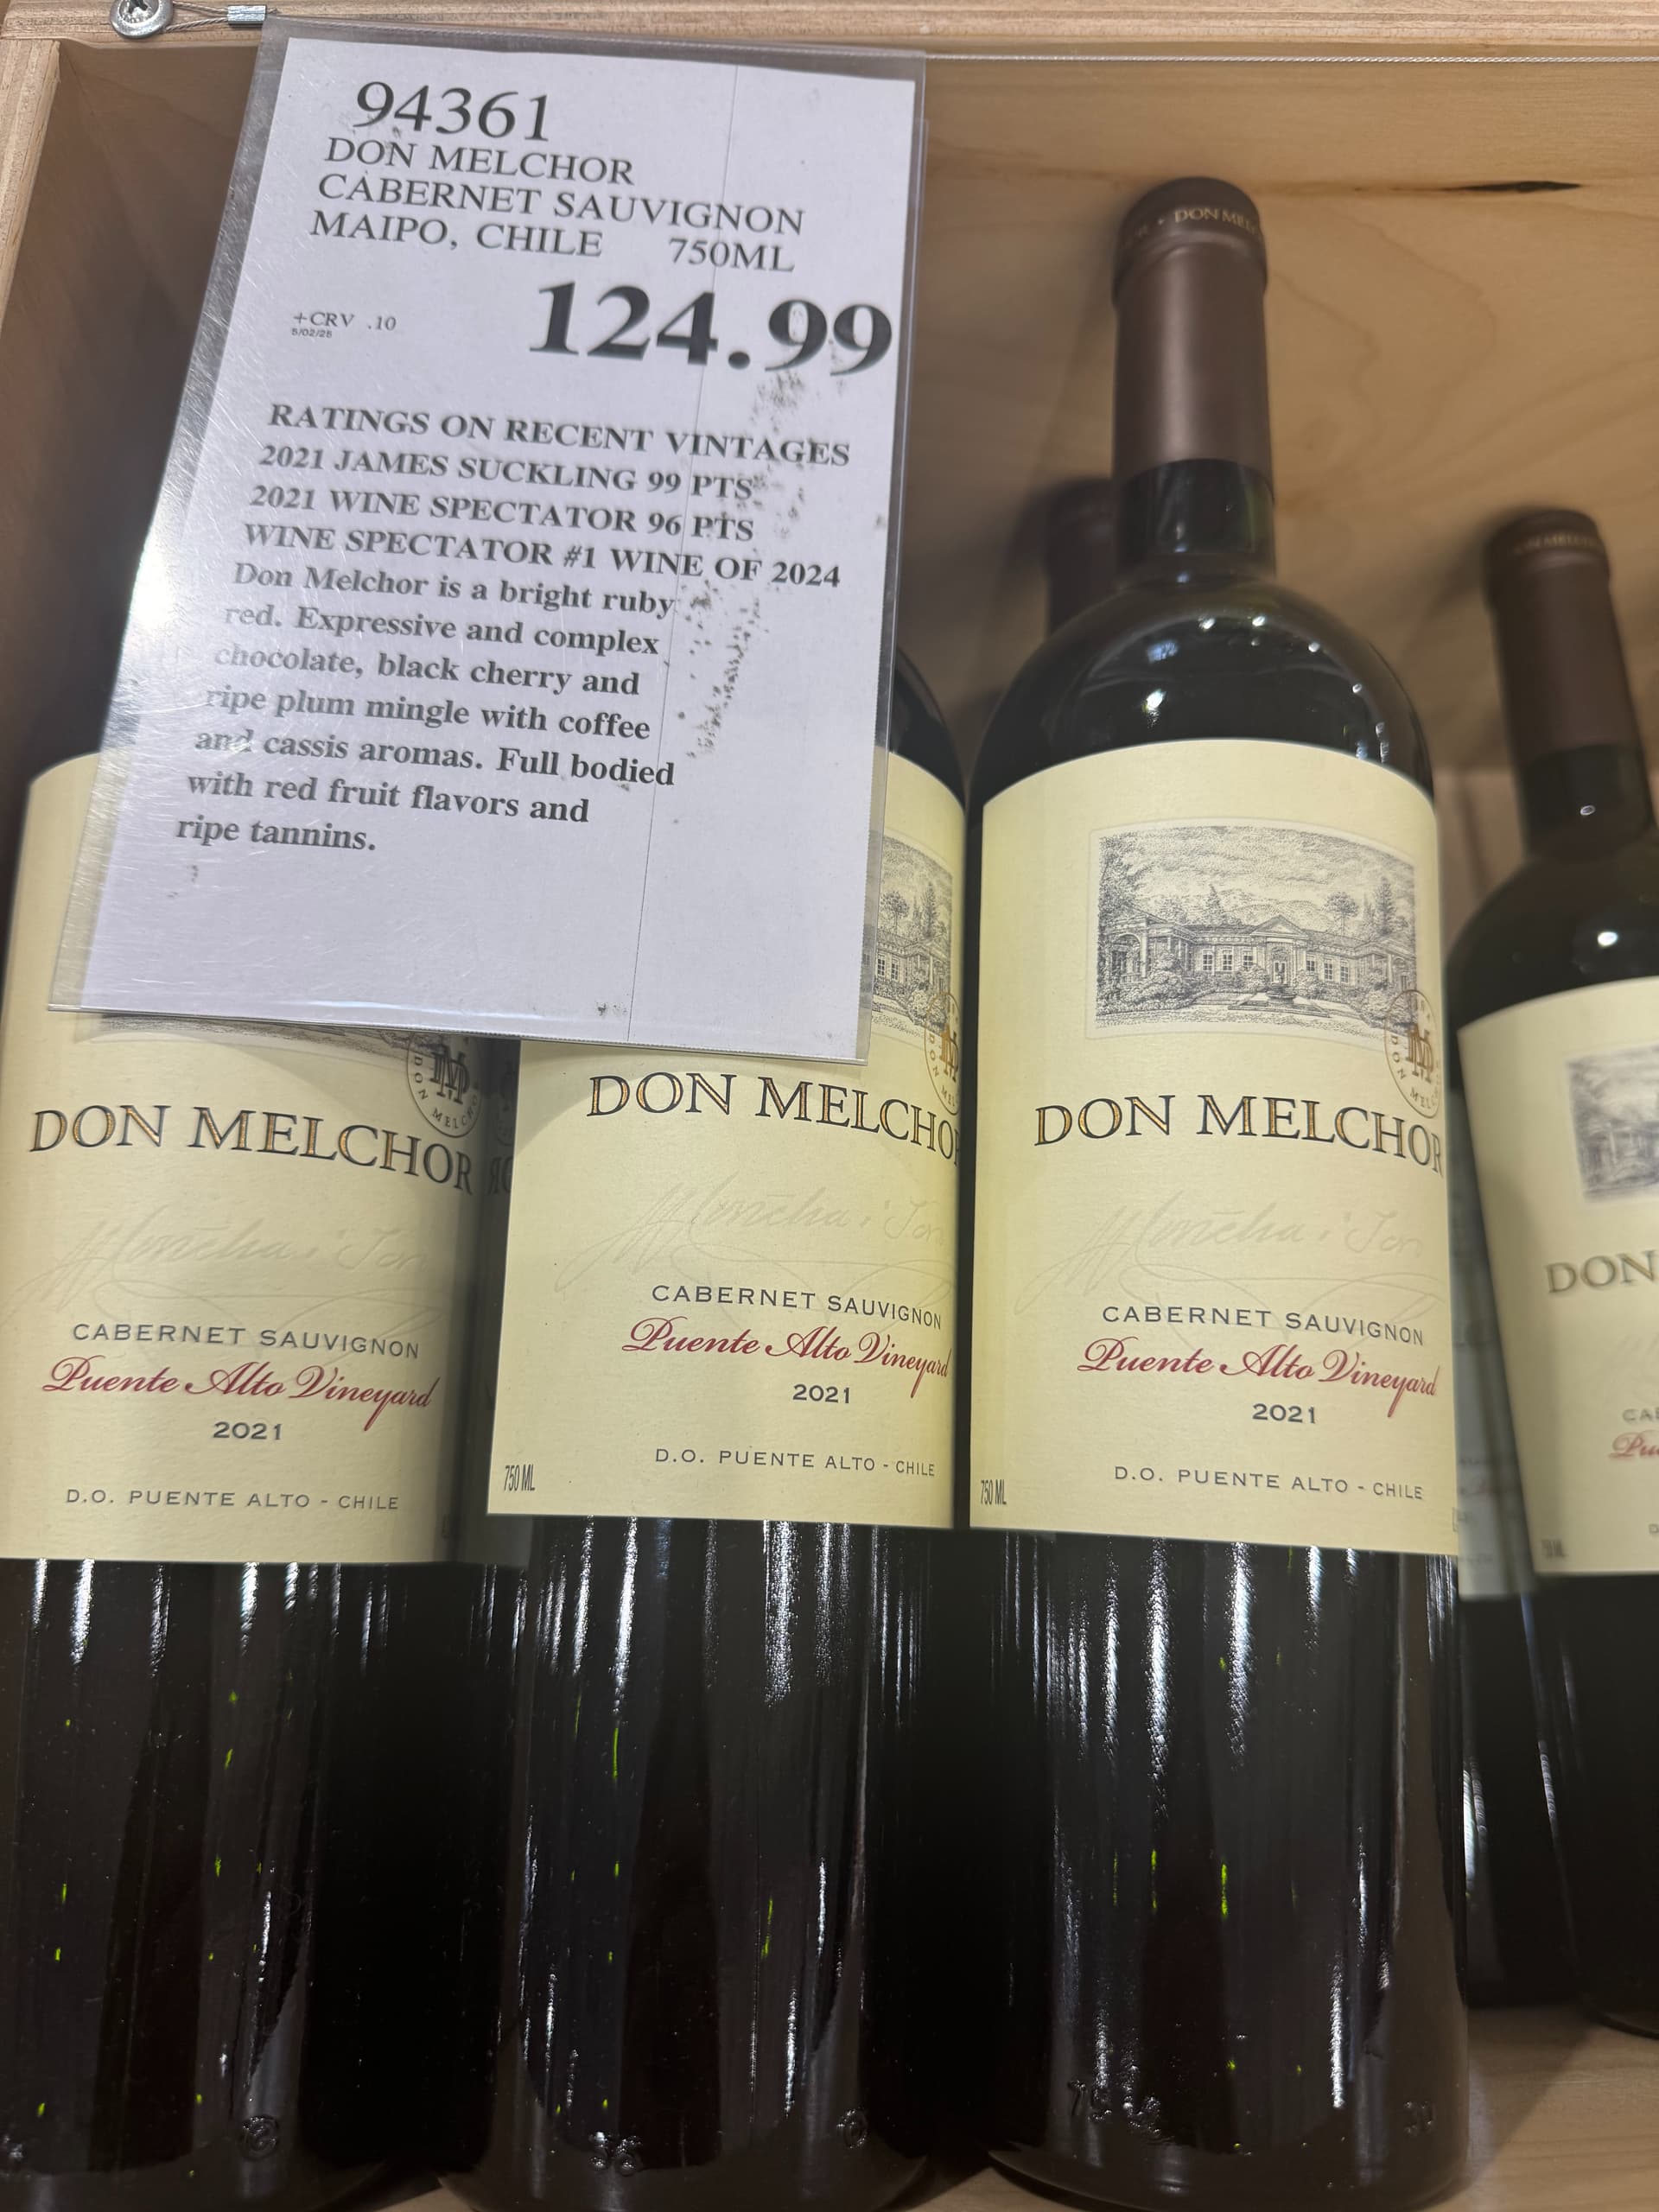 94361
DON MELCHOR
CABERNET SAUVIGNON
MAIPO, CHILE 750ML
124.99
+CRV .10
5/02/25
RATINGS ON RECENT VINTAGES
2021 JAMES SUCKLING 99 PTS
2021 WINE SPECTATOR 96 PTS
WINE SPECTATOR #1 WINE OF 2024
Don Melchor is a bright ruby
red. Expressive and complex
chocolate, black cherry and
ripe plum mingle with coffee
and cassis aromas. Full bodied
with red fruit flavors and
ripe tannins.
DON MELCHOR
CABERNET SAUVIGNON
Puente Alto Vineyard
2021
D.O. PUENTE ALTO - CHILE
DON MELCHOR
CABERNET SAUVIGNON
Puente Alto Vineyard
2021
D.O. PUENTE ALTO - CHILE
750 ML
DON MELCHOR
CABERNET SAUVIGNON
Puente Alto Vineyard
2021
D.O. PUENTE ALTO - CHILE
750 ML
DON